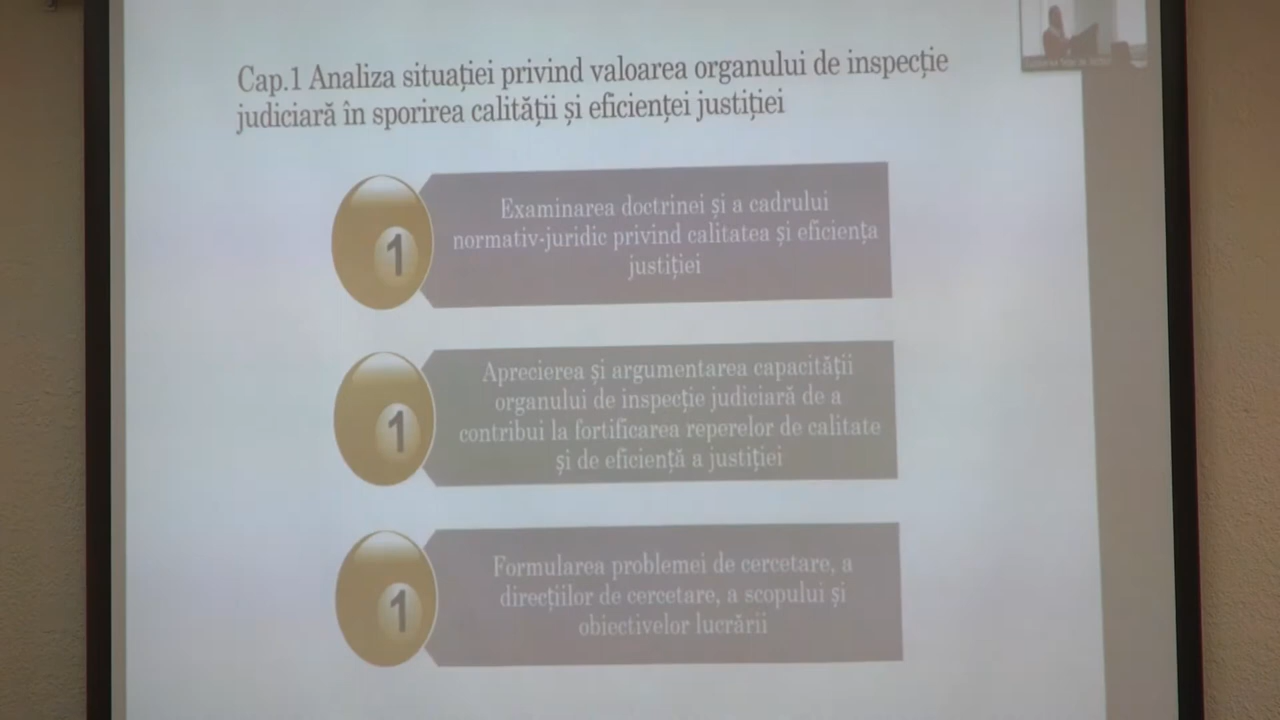 Cap.1 Analiza situației privind valoarea organului de inspecție
judiciară în sporirea calității și eficienței justiției
1
Examinarea doctrinei și a cadrului
normativ-juridic privind calitatea și eficiența
justiției
1
Aprecierea și argumentarea capacității
organului de inspecție judiciară de a
contribui la fortificarea reperelor de calitate
și de eficiență a justiției
1
Formularea problemei de cercetare, a
direcțiilor de cercetare, a scopului și
obiectivelor lucrării